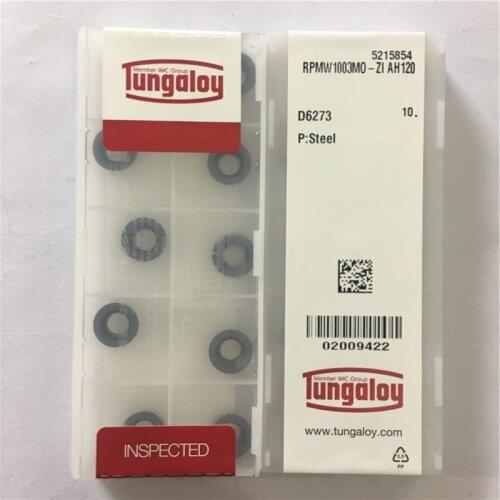 Member IMC Group
Tungaloy
INSPECTED
5215854
RPMW1003MO-ZI AH120
D6273 10.
P:Steel
02009422
Member IMC Group
Tungaloy
www.tungaloy.com
PP